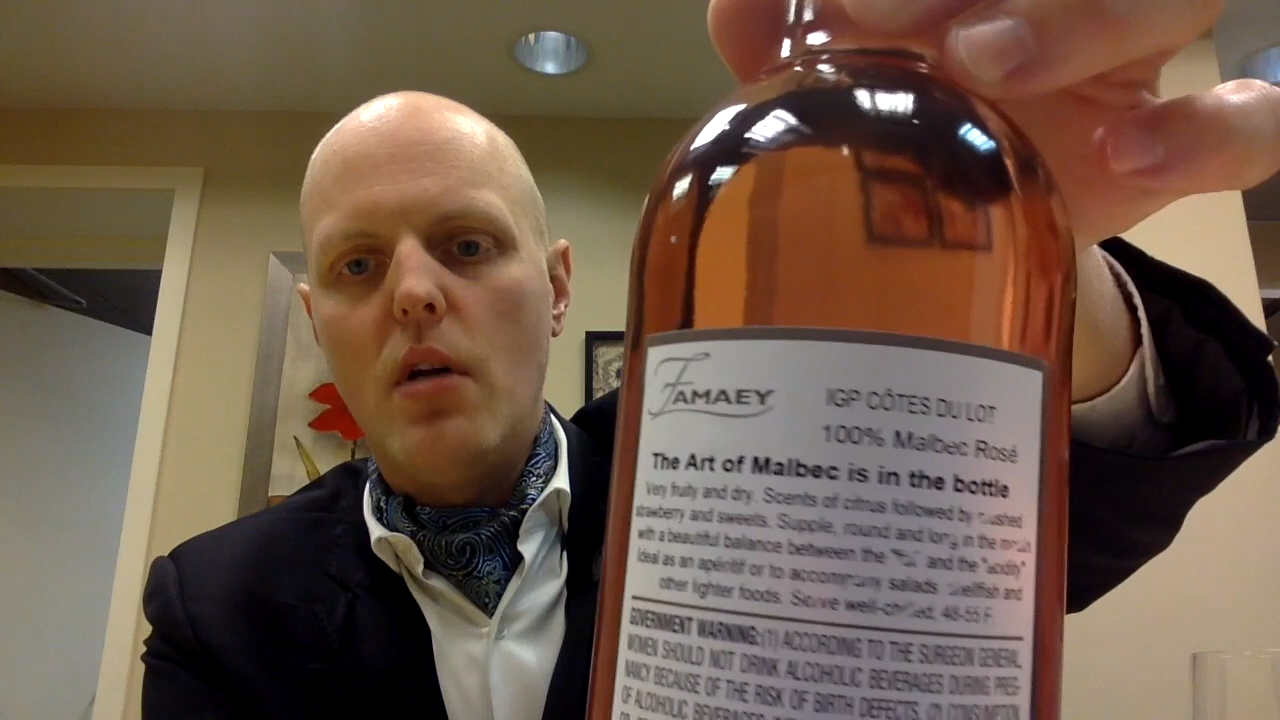 FAMAEY
IGP CÔTES DU LOT
100% Malbec Rosé
The Art of Malbec is in the bottle
Very fruity and dry. Scents of citrus followed by crushed
strawberry and sweets. Supple, round and long in the mouth
with a beautiful balance between the and the "acidity"
Ideal as an apéritif or to accompany salads shellfish and
other lighter foods. Serve well-chilled, 48-55 F
GOVERNMENT WARNING:(1) ACCORDING TO THE SURGEON GENERAL,
WOMEN SHOULD NOT DRINK ALCOHOLIC BEVERAGES DURING PREG-
NANCY BECAUSE OF THE RISK OF BIRTH DEFECTS. (2) CONSUMPTION
OF ALCOHOLIC BEVERAGES